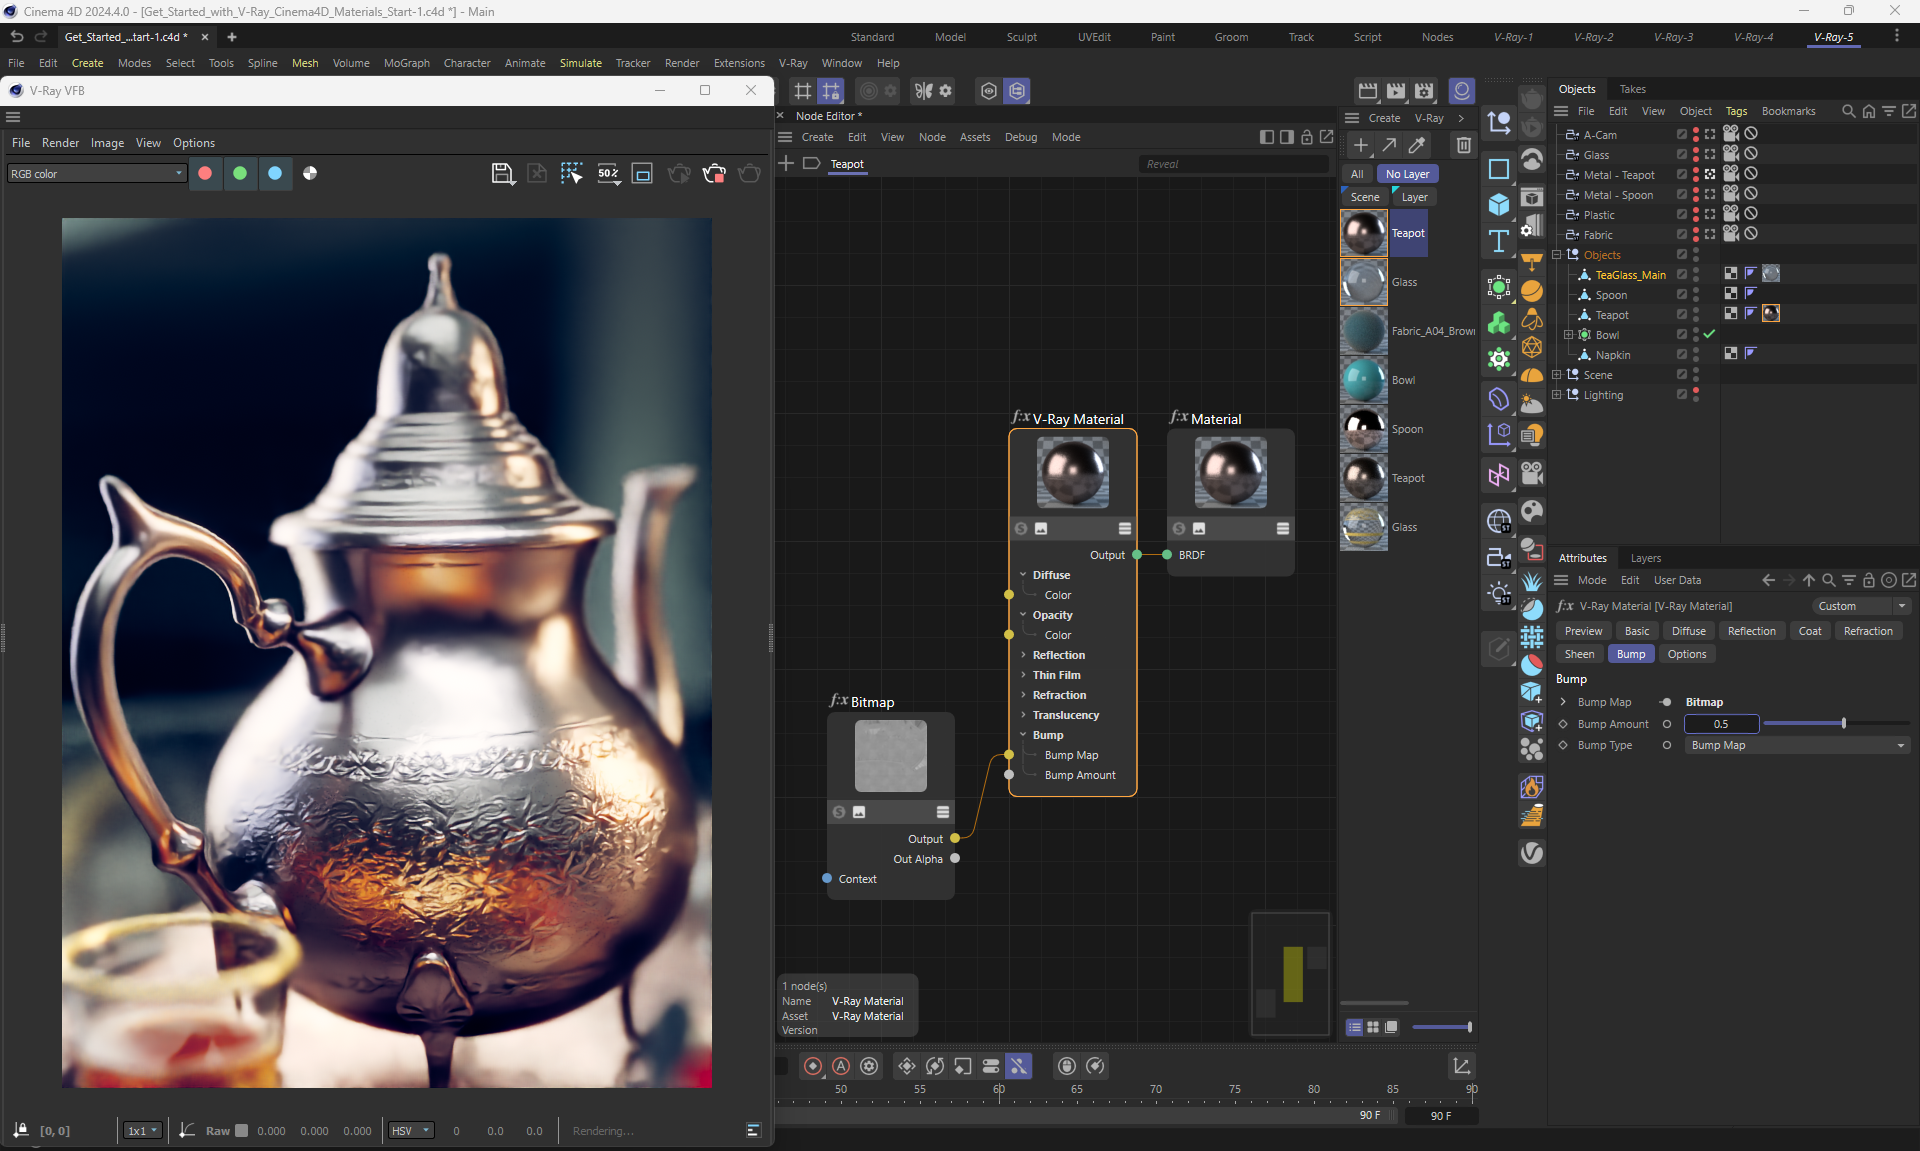 Cinema 4D 2024.4.0 - [Get_Started_with_V-Ray_Cinema4D_Materials_Start-1.c4d *] - Main
Get_Started_...tart-1.c4d *
Standard Model Sculpt UVEdit Paint Groom Track Script Nodes V-Ray-1 V-Ray-2 V-Ray-3 V-Ray-4 V-Ray-5
File Edit Create Modes Select Tools Spline Mesh Volume MoGraph Character Animate Simulate Tracker Render Extensions V-Ray Window Help
V-Ray VFB
File Render Image View Options
RGB color
50%
[0, 0]
1x1
Raw 0.000 0.000 0.000
HSV 0 0.0 0.0
Rendering...
Node Editor *
Create Edit View Node Assets Debug Mode
Teapot
Reveal
f:x V-Ray Material
Output
Diffuse
Color
Opacity
Color
Reflection
Thin Film
Refraction
Translucency
Bump
Bump Map
Bump Amount
f:x Material
BRDF
f:x Bitmap
Output
Out Alpha
Context
1 node(s)
Name V-Ray Material
Asset V-Ray Material
Version
50 55 60 65 70 75 80 85 90
90 F
90 F
Create V-Ray
All No Layer
Scene Layer
Teapot
Glass
Fabric_A04_Brown
Bowl
Spoon
Teapot
Glass
Objects Takes
File Edit View Object Tags Bookmarks
A-Cam
Glass
Metal - Teapot
Metal - Spoon
Plastic
Fabric
Objects
TeaGlass_Main
Spoon
Teapot
Bowl
Napkin
Scene
Lighting
Attributes Layers
Mode Edit User Data
f:x V-Ray Material [V-Ray Material]
Custom
Preview Basic Diffuse Reflection Coat Refraction
Sheen Bump Options
Bump
Bump Map Bitmap
Bump Amount 0.5
Bump Type Bump Map